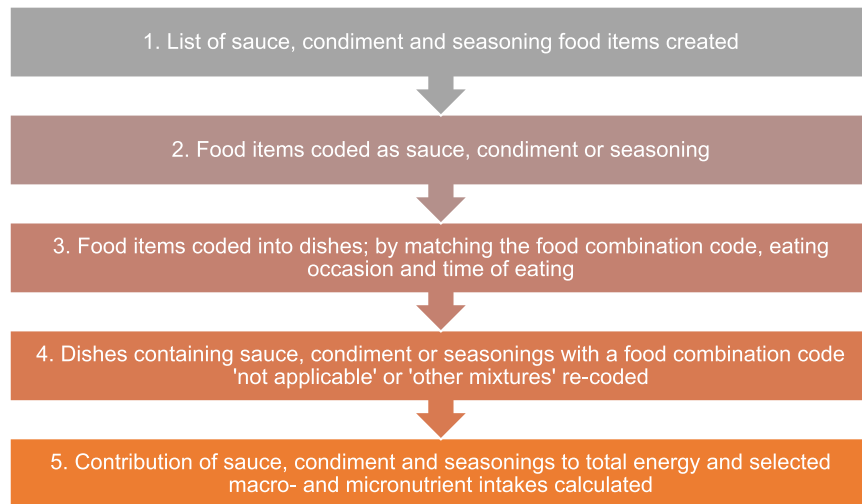 1. List of sauce, condiment and seasoning food items created
2. Food items coded as sauce, condiment or seasoning
3. Food items coded into dishes; by matching the food combination code, eating
occasion and time of eating
4. Dishes containing sauce, condiment or seasonings with a food combination code
'not applicable' or 'other mixtures' re-coded
5. Contribution of sauce, condiment and seasonings to total energy and selected
macro- and micronutrient intakes calculated